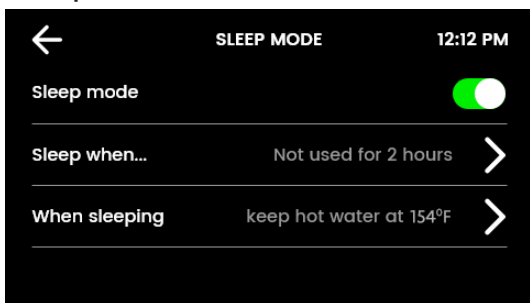 SLEEP MODE 12:12 PM
Sleep mode
Sleep when... Not used for 2 hours
When sleeping keep hot water at 154°F